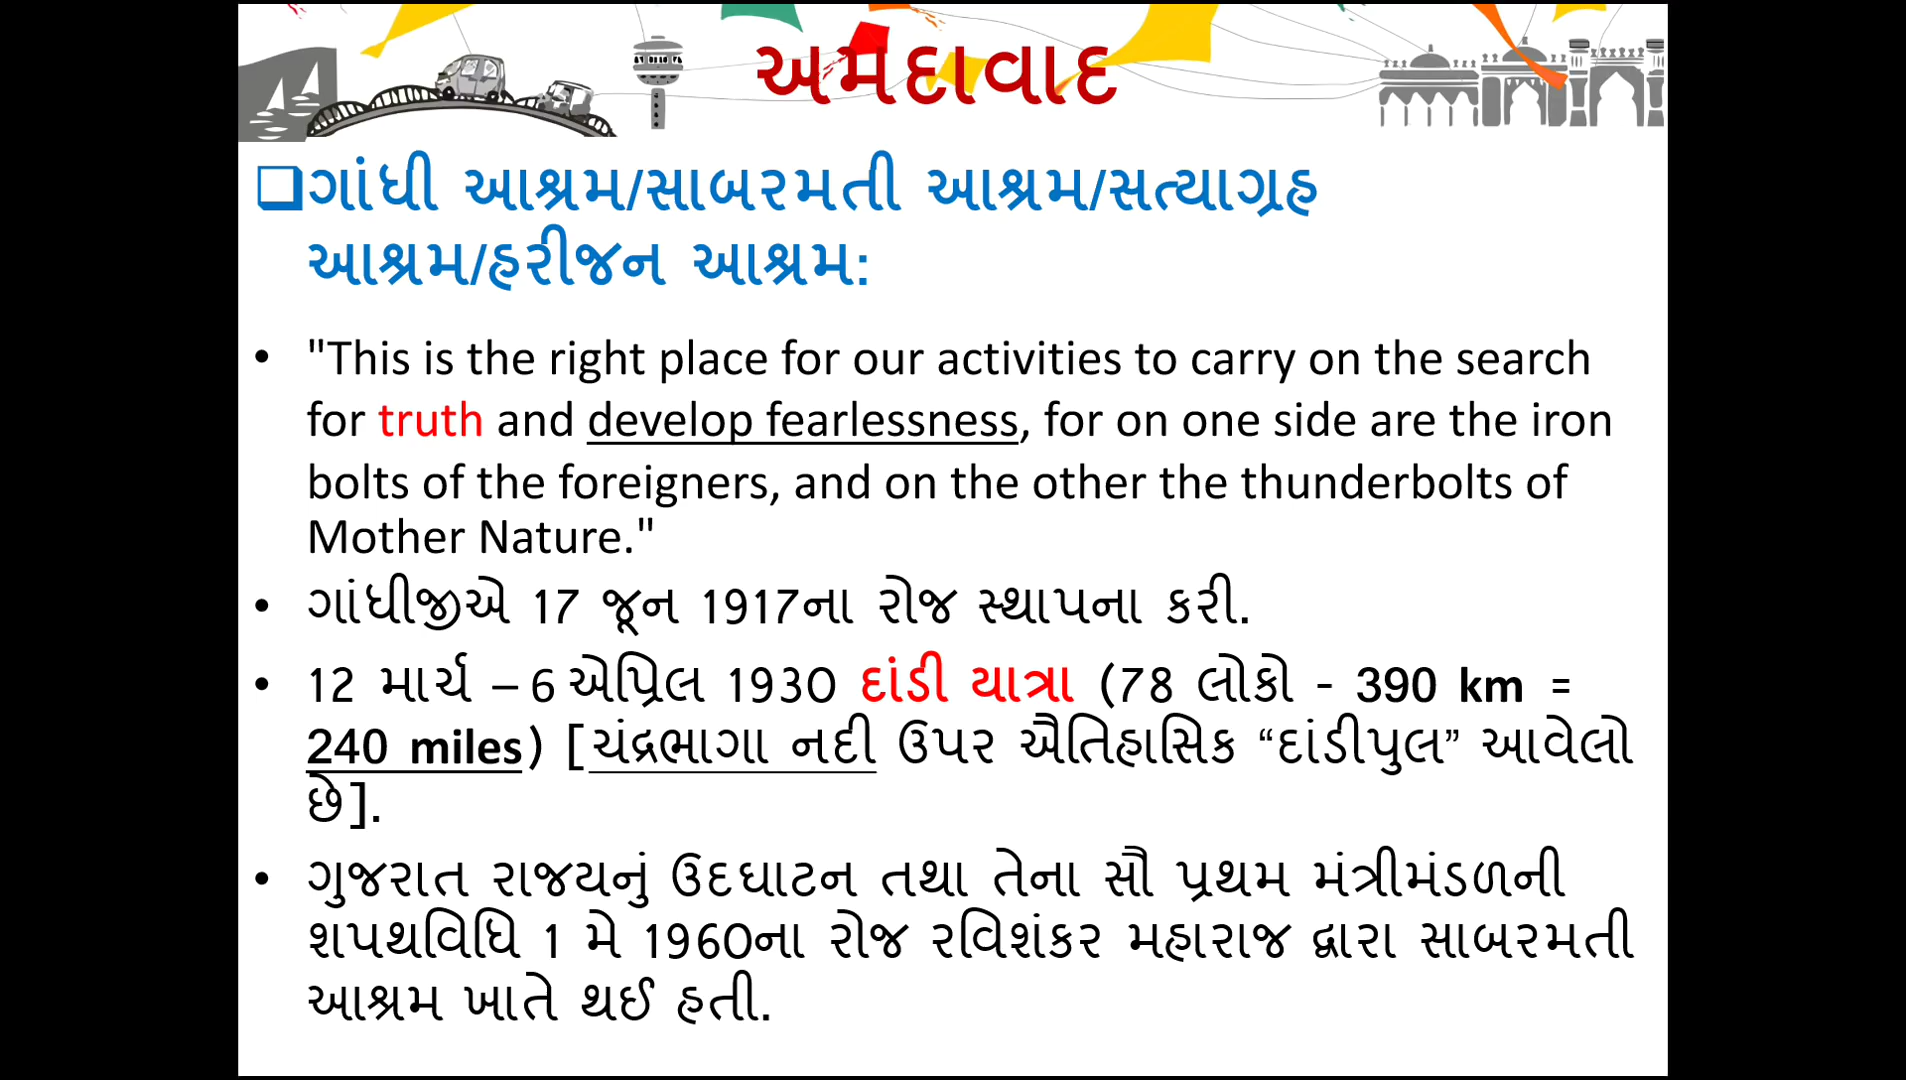 અમદાવાદ
❑ગાંધી આશ્રમ/સાબરમતી આશ્રમ/સત્યાગ્રહ
આશ્રમ/હરીજન આશ્રમ:
• "This is the right place for our activities to carry on the search
for truth and develop fearlessness, for on one side are the iron
bolts of the foreigners, and on the other the thunderbolts of
Mother Nature."
• ગાંધીજીએ 17 જૂન 1917ના રોજ સ્થાપના કરી.
• 12 માર્ચ – 6 એપ્રિલ 1930 દાંડી યાત્રા (78 લોકો - 390 km =
240 miles) [ચંદ્રભાગા નદી ઉપર ઐતિહાસિક “દાંડીપુલ” આવેલો
છે].
• ગુજરાત રાજયનું ઉદઘાટન તથા તેના સૌ પ્રથમ મંત્રીમંડળની
શપથવિધિ 1 મે 1960ના રોજ રવિશંકર મહારાજ દ્વારા સાબરમતી
આશ્રમ ખાતે થઈ હતી.